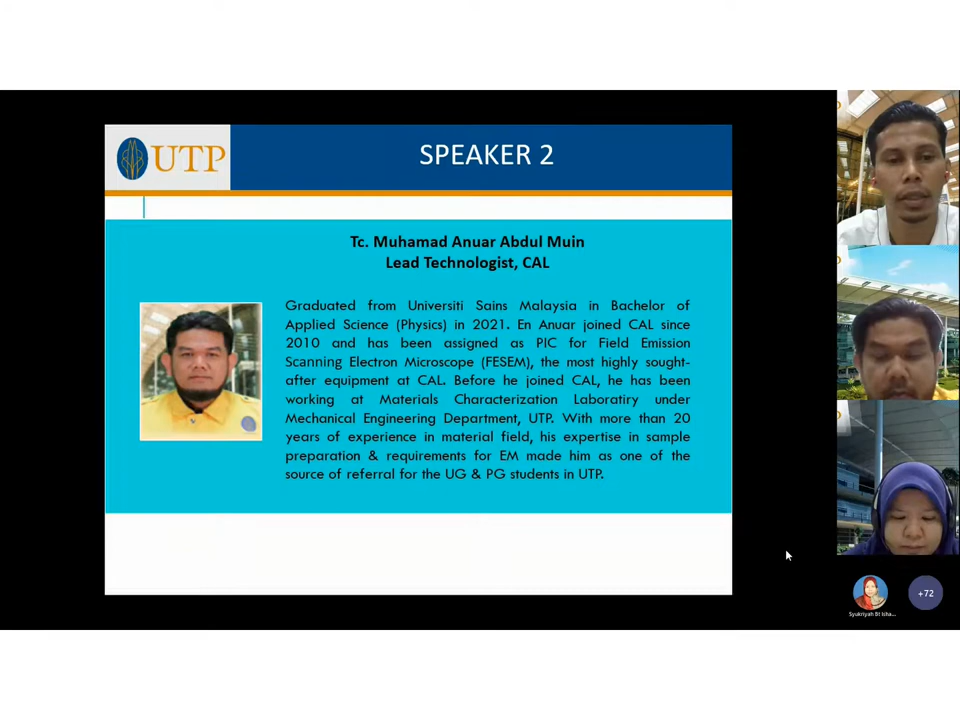 UTP
SPEAKER 2
Tc. Muhamad Anuar Abdul Muin
Lead Technologist, CAL
Graduated from Universiti Sains Malaysia in Bachelor of
Applied Science (Physics) in 2021. En Anuar joined CAL since
2010 and has been assigned as PIC for Field Emission
Scanning Electron Microscope (FESEM), the most highly sought-
after equipment at CAL. Before he joined CAL, he has been
working at Materials Characterization Laboratiry under
Mechanical Engineering Department, UTP. With more than 20
years of experience in material field, his expertise in sample
preparation & requirements for EM made him as one of the
source of referral for the UG & PG students in UTP.
+72
Syukriyah Bt Isha...